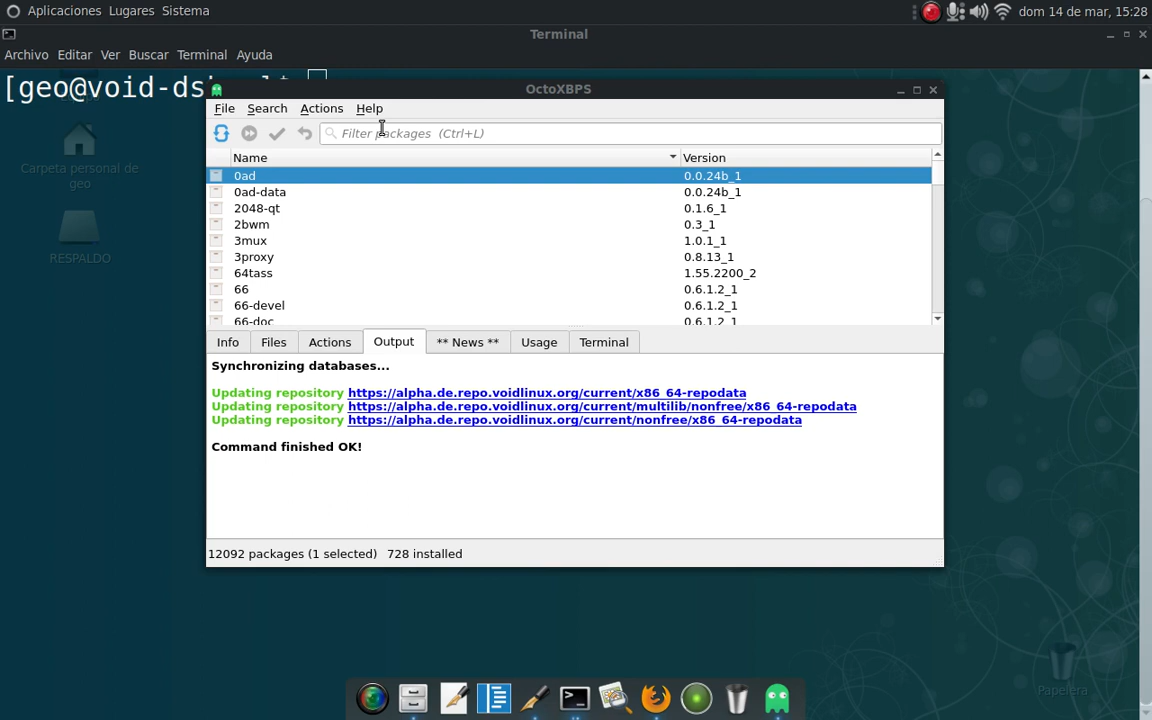 Aplicaciones Lugares Sistema
dom 14 de mar, 15:28
Terminal
Archivo Editar Ver Buscar Terminal Ayuda
[geo@void-ds
Carpeta personal de
geo
RESPALDO
OctoXBPS
File Search Actions Help
Filter packages (Ctrl+L)
Name Version
0ad 0.0.24b_1
0ad-data 0.0.24b_1
2048-qt 0.1.6_1
2bwm 0.3_1
3mux 1.0.1_1
3proxy 0.8.13_1
64tass 1.55.2200_2
66 0.6.1.2_1
66-devel 0.6.1.2_1
66-doc 0.6.1.2_1
Info Files Actions Output ** News ** Usage Terminal
Synchronizing databases...
Updating repository https://alpha.de.repo.voidlinux.org/current/x86_64-repodata
Updating repository https://alpha.de.repo.voidlinux.org/current/multilib/nonfree/x86_64-repodata
Updating repository https://alpha.de.repo.voidlinux.org/current/nonfree/x86_64-repodata
Command finished OK!
12092 packages (1 selected) 728 installed
Papelera